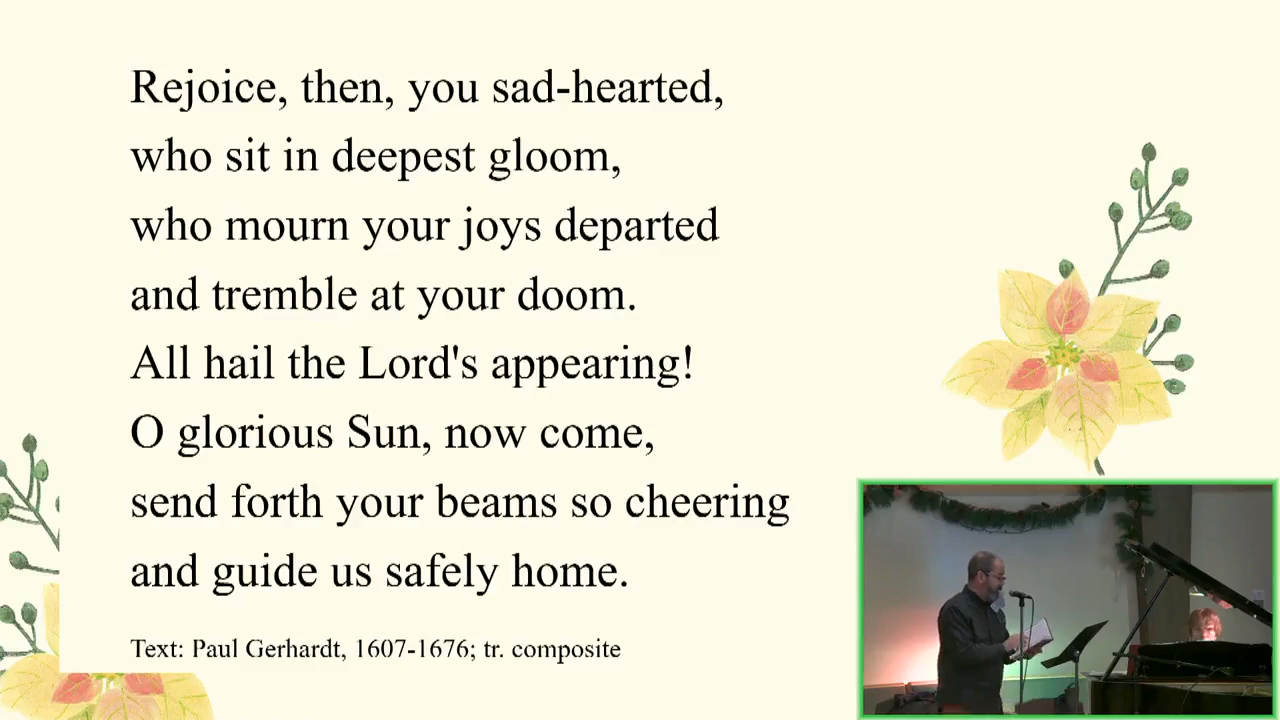 Rejoice, then, you sad-hearted,
who sit in deepest gloom,
who mourn your joys departed
and tremble at your doom.
All hail the Lord's appearing!
O glorious Sun, now come,
send forth your beams so cheering
and guide us safely home.
Text: Paul Gerhardt, 1607-1676; tr. composite